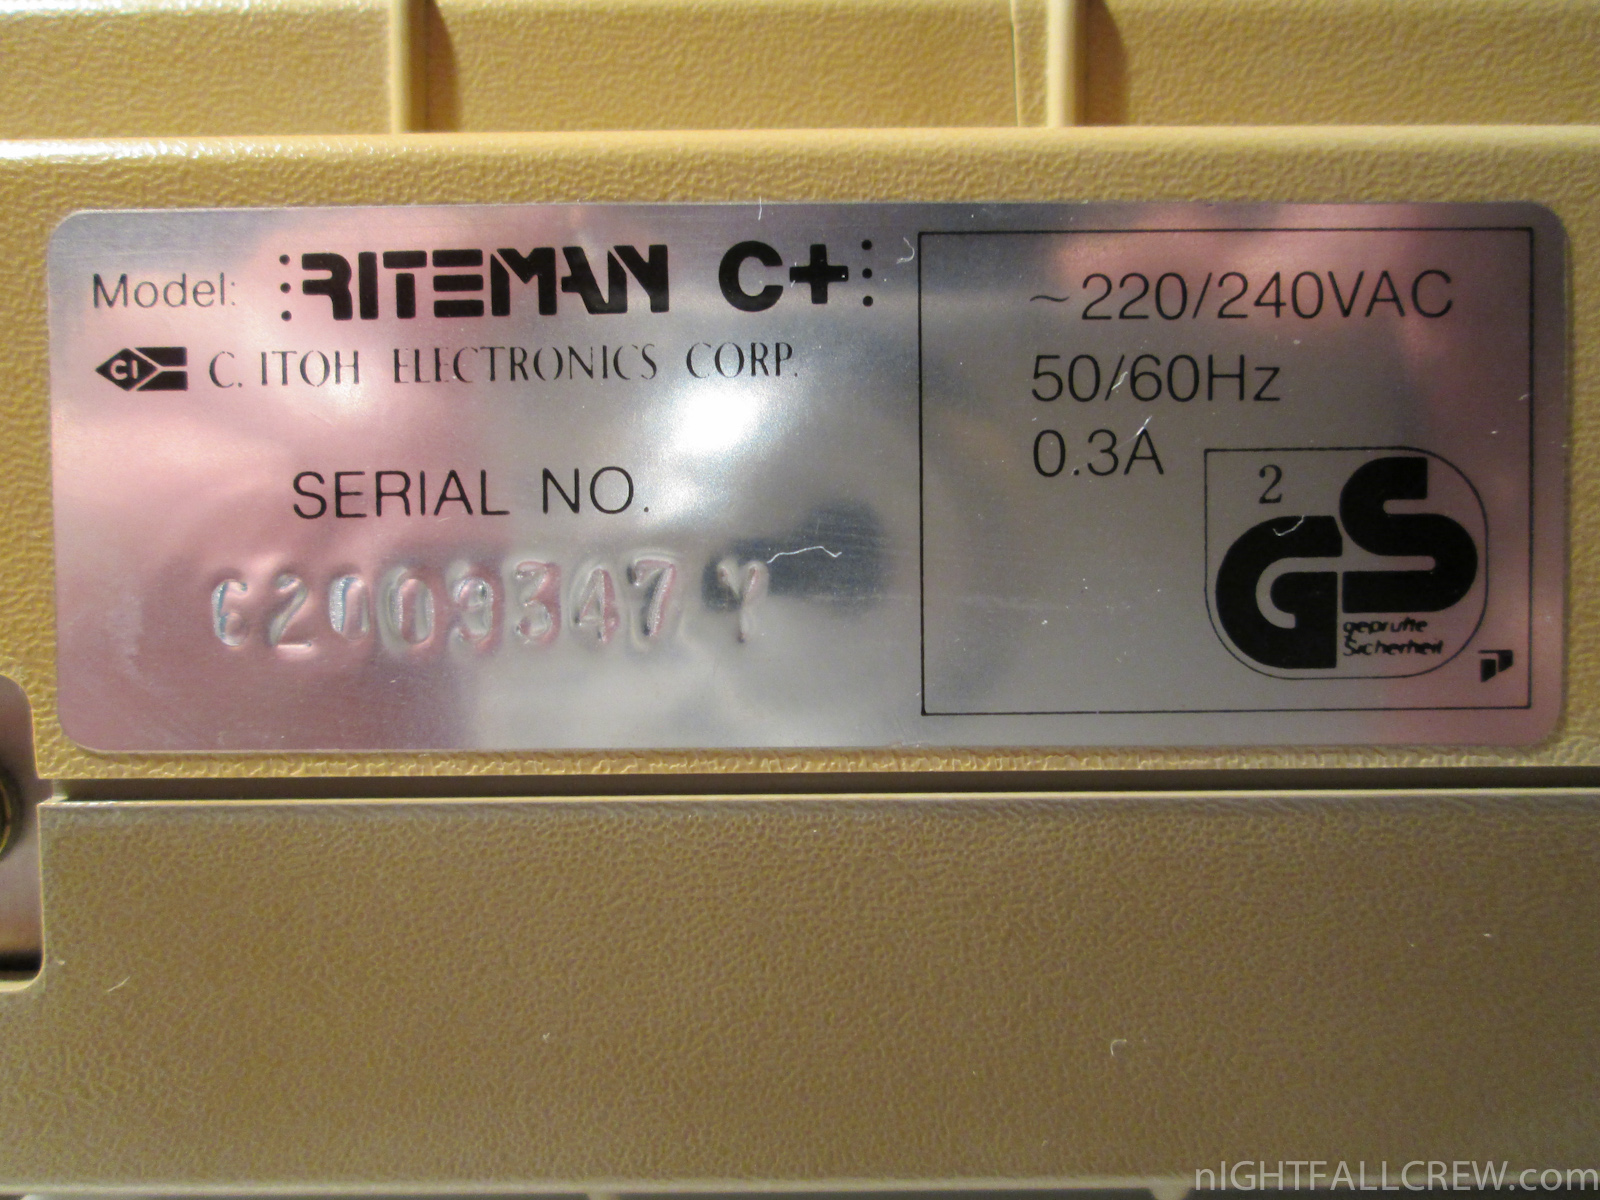 Model: RITEMAN C+
CI C. ITOH ELECTRONICS CORP.
SERIAL NO.
62009347 Y
~220/240VAC
50/60Hz
0.3A
2
GS
geprüfte
Sicherheit
nIGHTFALLCREW.com